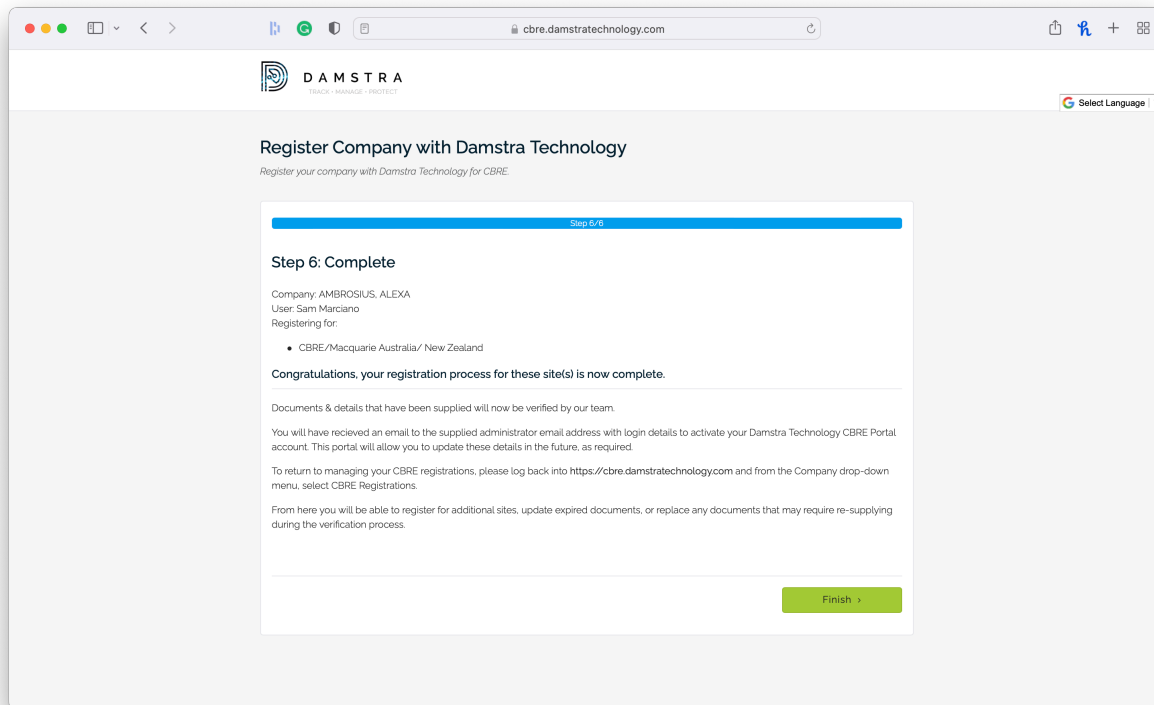 cbre.damstratechnology.com
DAMSTRA
TRACK • MANAGE • PROTECT
Select Language
Register Company with Damstra Technology
Register your company with Damstra Technology for CBRE.
Step 6/6
Step 6: Complete
Company: AMBROSIUS, ALEXA
User: Sam Marciano
Registering for:
• CBRE/Macquarie Australia/ New Zealand
Congratulations, your registration process for these site(s) is now complete.
Documents & details that have been supplied will now be verified by our team.
You will have recieved an email to the supplied administrator email address with login details to activate your Damstra Technology CBRE Portal
account. This portal will allow you to update these details in the future, as required.
To return to managing your CBRE registrations, please log back into https://cbre.damstratechnology.com and from the Company drop-down
menu, select CBRE Registrations.
From here you will be able to register for additional sites, update expired documents, or replace any documents that may require re-supplying
during the verification process.
Finish ›